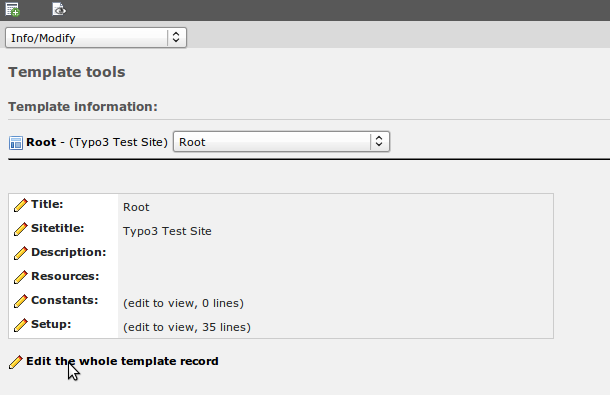 Info/Modify
Template tools
Template information:
Root - (Typo3 Test Site) Root
Title: Root
Sitetitle: Typo3 Test Site
Description:
Resources:
Constants: (edit to view, 0 lines)
Setup: (edit to view, 35 lines)
Edit the whole template record